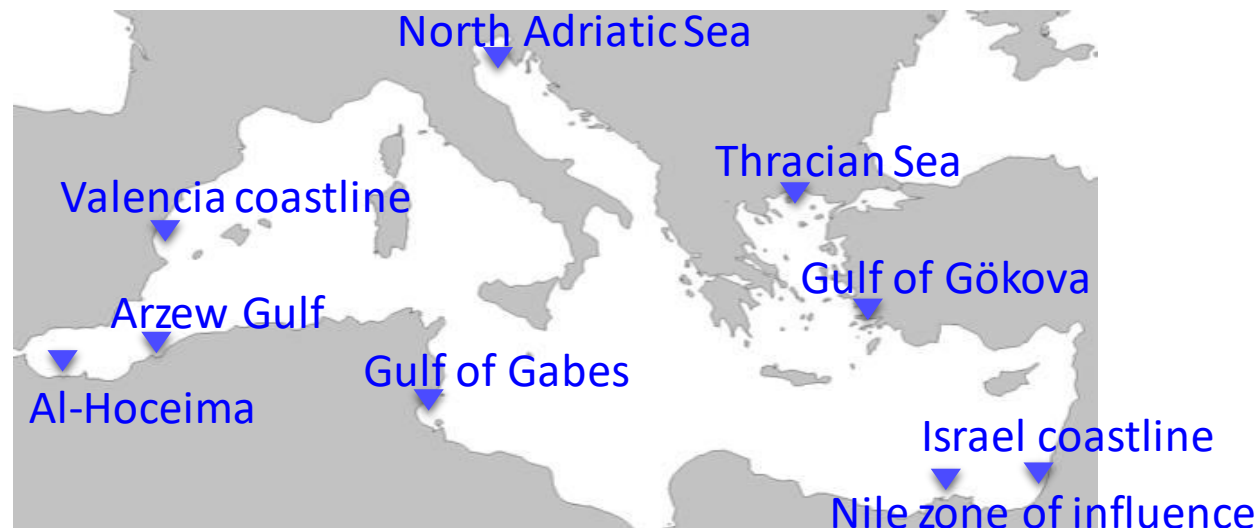 North Adriatic Sea
Thracian Sea
Valencia coastline
Gulf of Gökova
Arzew Gulf
Gulf of Gabes
Al-Hoceima
Israel coastline
Nile zone of influence